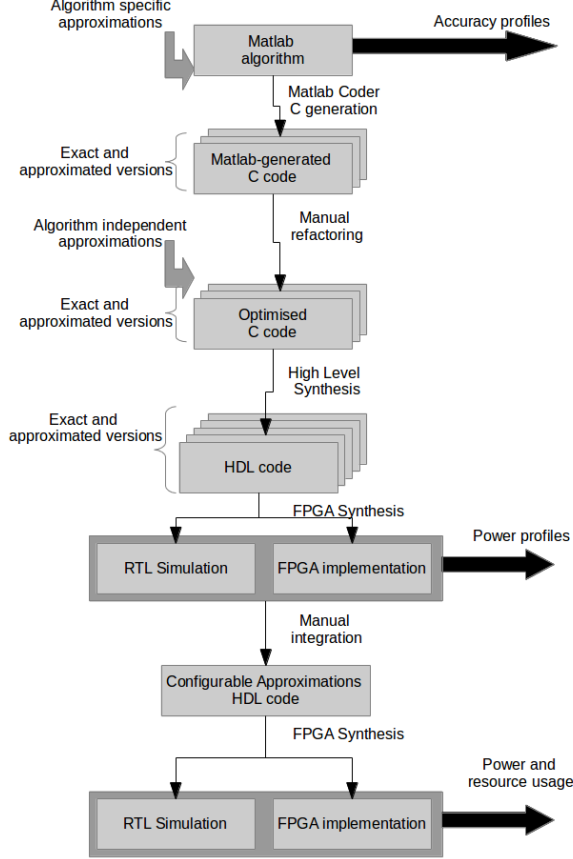 Algorithm specific
approximations
Accuracy profiles
Matlab
algorithm
Matlab Coder
C generation
Exact and
approximated versions
Matlab-generated
C code
Manual
refactoring
Algorithm independent
approximations
Exact and
approximated versions
Optimised
C code
High Level
Synthesis
Exact and
approximated versions
HDL code
FPGA Synthesis
Power profiles
RTL Simulation
FPGA implementation
Manual
integration
Configurable Approximations
HDL code
FPGA Synthesis
Power and
resource usage
RTL Simulation
FPGA implementation